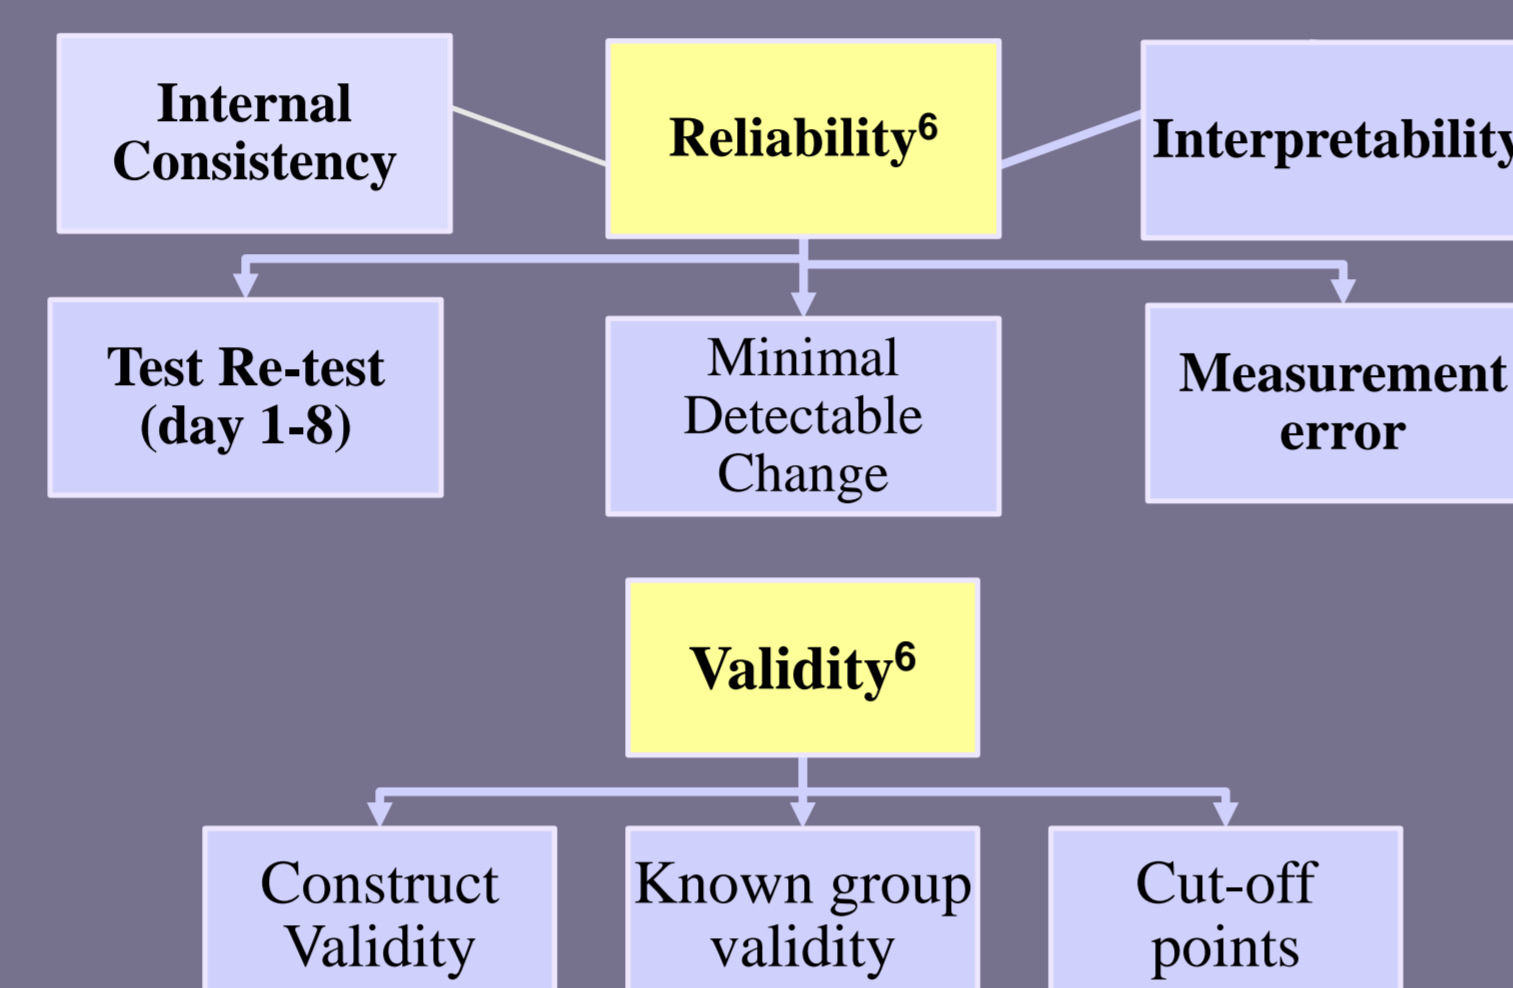 Internal
Consistency
Reliability⁶
Interpretability
Test Re-test
(day 1-8)
Minimal
Detectable
Change
Measurement
error
Validity⁶
Construct
Validity
Known group
validity
Cut-off
points